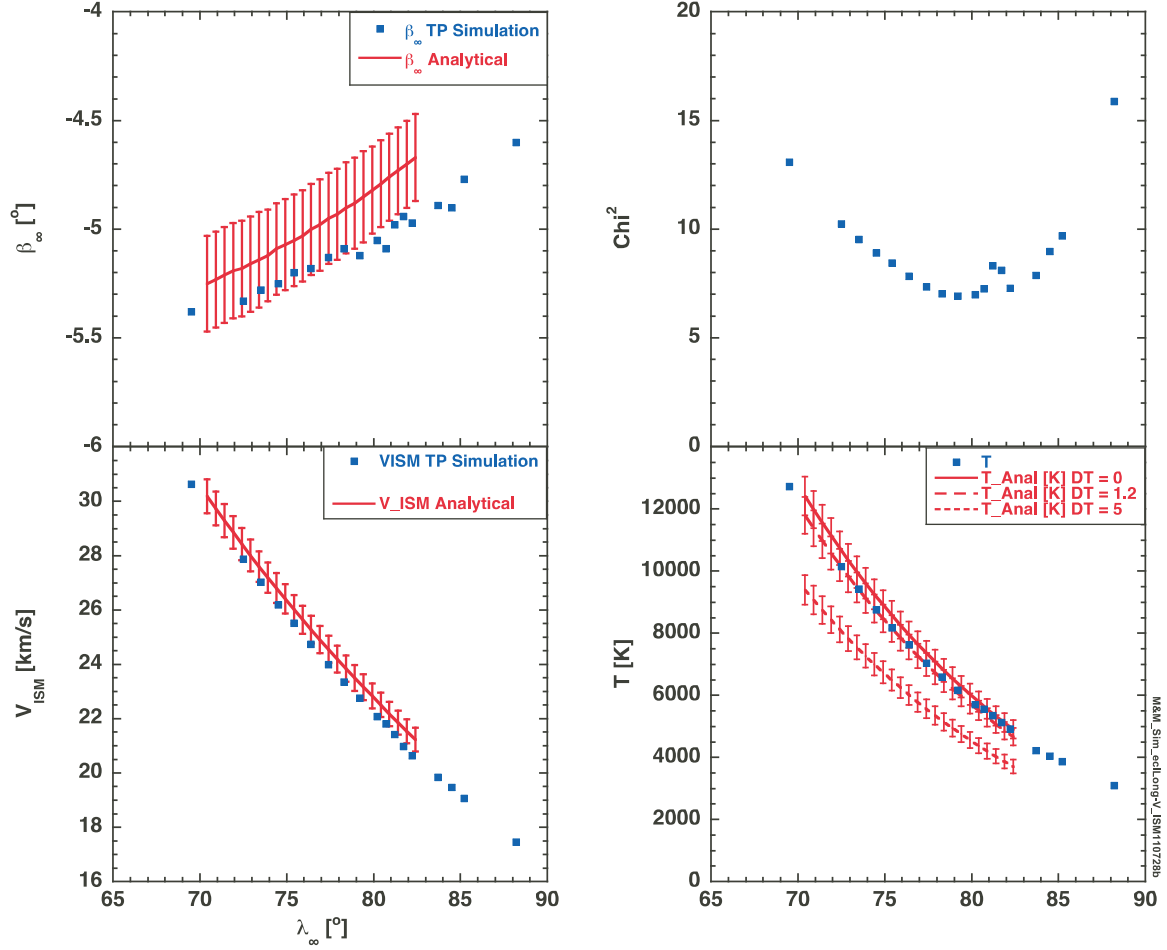 -4
-4.5
-5
-5.5
-6
β∞ [º]
β∞ TP Simulation
β∞ Analytical
20
15
10
5
0
Chi²
30
28
26
24
22
20
18
16
V_ISM [km/s]
VISM TP Simulation
V_ISM Analytical
65 70 75 80 85 90
λ∞ [º]
12000
10000
8000
6000
4000
2000
0
T [K]
T
T_Anal [K] DT = 0
T_Anal [K] DT = 1.2
T_Anal [K] DT = 5
65 70 75 80 85 90
M&M_Sim_eclLong-V_ISM110728b